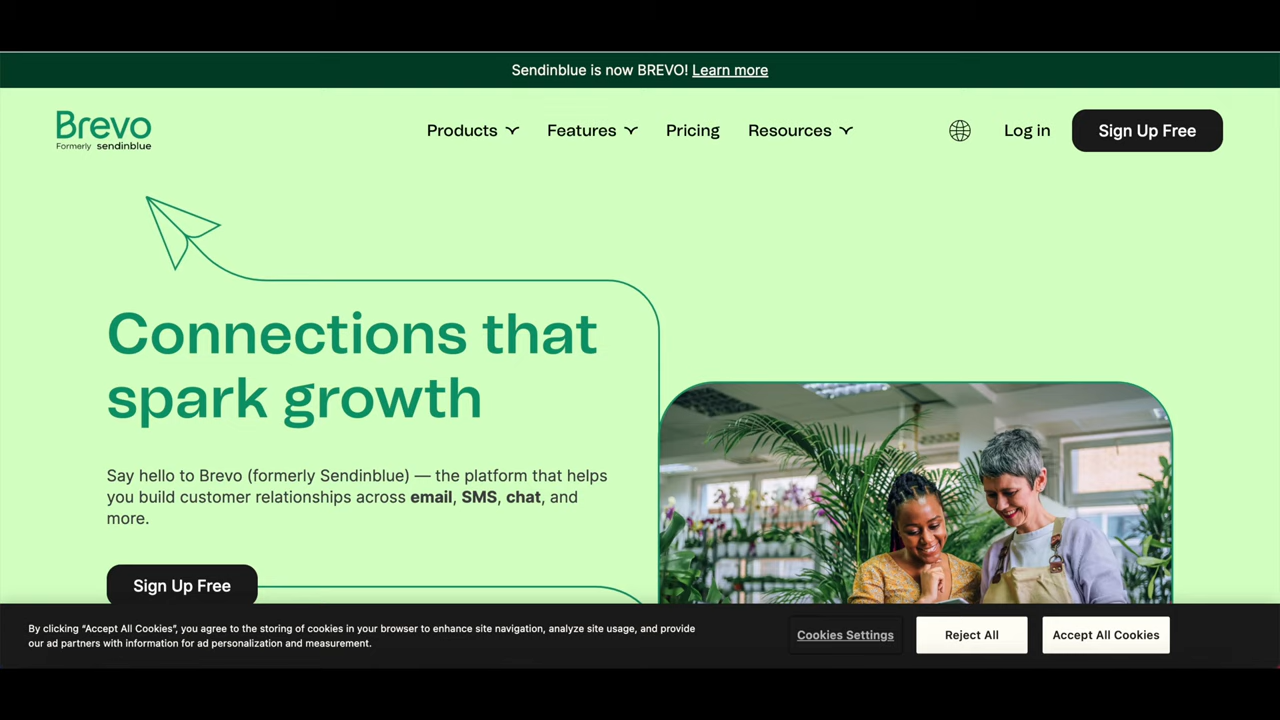 Sendinblue is now BREVO! Learn more
Brevo
Formerly sendinblue
Products
Features
Pricing
Resources
Log in
Sign Up Free
Connections that
spark growth
Say hello to Brevo (formerly Sendinblue) — the platform that helps
you build customer relationships across email, SMS, chat, and
more.
Sign Up Free
By clicking “Accept All Cookies”, you agree to the storing of cookies in your browser to enhance site navigation, analyze site usage, and provide
our ad partners with information for ad personalization and measurement.
Cookies Settings
Reject All
Accept All Cookies